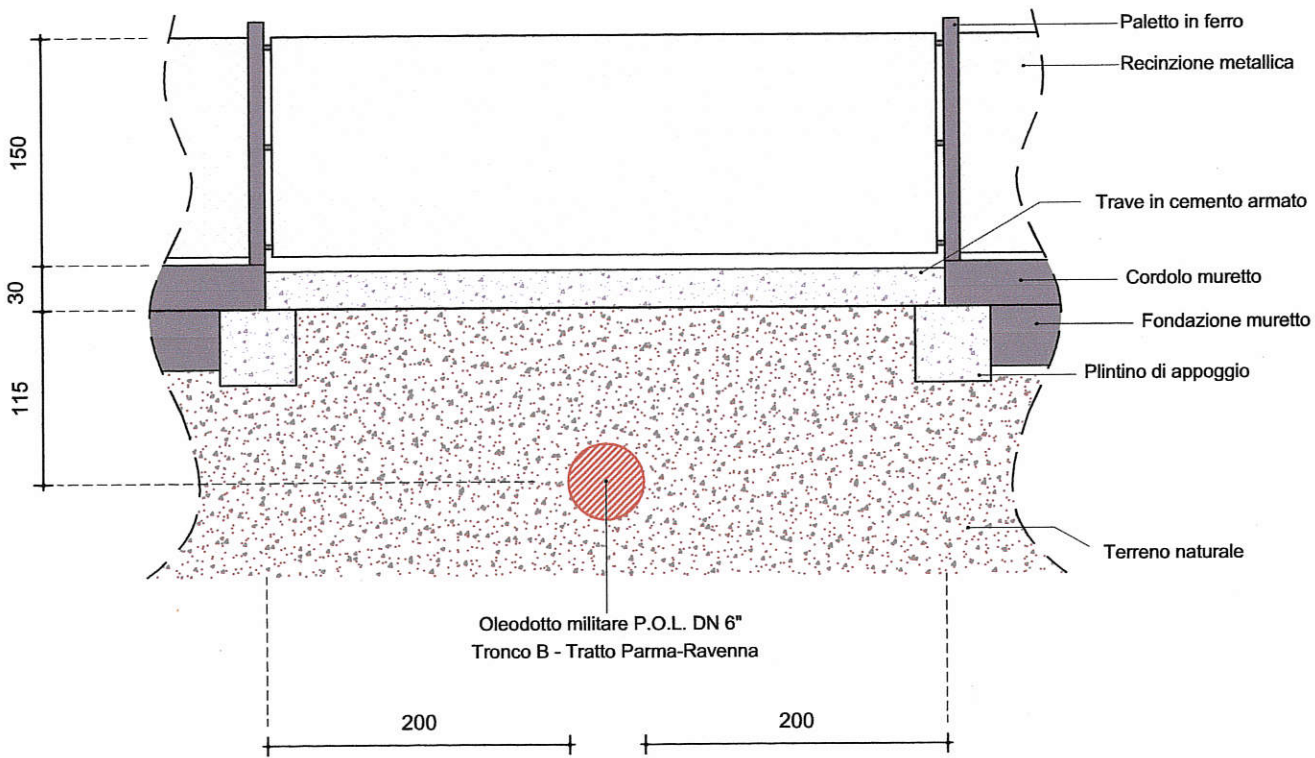 Paletto in ferro
Recinzione metallica
150
Trave in cemento armato
30
Cordolo muretto
Fondazione muretto
115
Plintino di appoggio
Terreno naturale
Oleodotto militare P.O.L. DN 6"
Tronco B - Tratto Parma-Ravenna
200
200